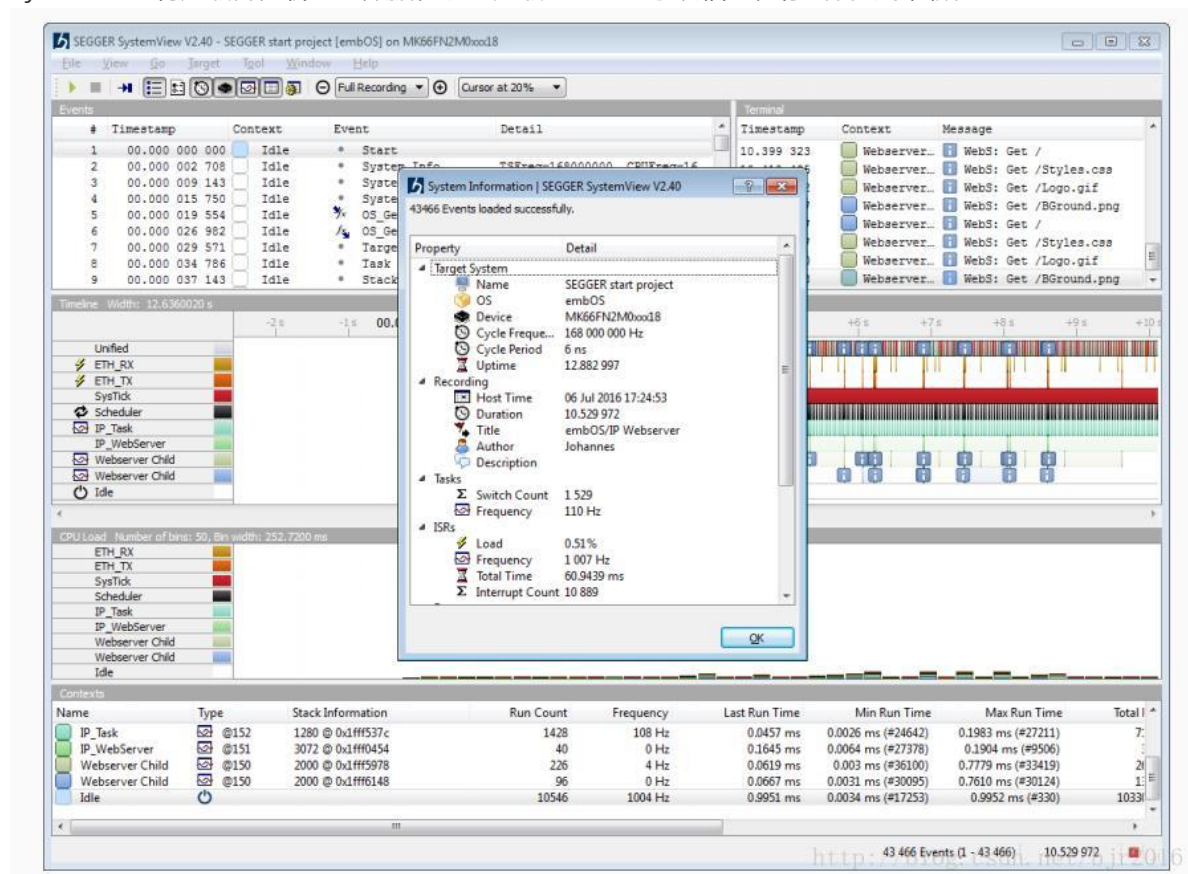 SEGGER SystemView V2.40 - SEGGER start project [embOS] on MK66FN2M0xxx18
File View Go Target Tool Window Help
Full Recording Cursor at 20%
Events
# Timestamp Context Event Detail
1 00.000 000 000 Idle Start
2 00.000 002 708 Idle System Info TSFreq=168000000 CPUFreq=16
3 00.000 009 143 Idle Syste
4 00.000 015 750 Idle Syste
5 00.000 019 554 Idle OS_Ge
6 00.000 026 982 Idle OS_Ge
7 00.000 029 571 Idle Targe
8 00.000 034 786 Idle Task
9 00.000 037 143 Idle Stack
Terminal
Timestamp Context Message
10.399 323 Webserver... WebS: Get /
Webserver... WebS: Get /Styles.css
Webserver... WebS: Get /Logo.gif
Webserver... WebS: Get /BGround.png
Webserver... WebS: Get /
Webserver... WebS: Get /Styles.css
Webserver... WebS: Get /Logo.gif
Webserver... WebS: Get /BGround.png
System Information | SEGGER SystemView V2.40
43466 Events loaded successfully.
Property Detail
Target System
Name SEGGER start project
OS embOS
Device MK66FN2M0xxx18
Cycle Freque... 168 000 000 Hz
Cycle Period 6 ns
Uptime 12.882 997
Recording
Host Time 06 Jul 2016 17:24:53
Duration 10.529 972
Title embOS/IP Webserver
Author Johannes
Description
Tasks
Switch Count 1 529
Frequency 110 Hz
ISRs
Load 0.51%
Frequency 1 007 Hz
Total Time 60.9439 ms
Interrupt Count 10 889
OK
Timeline Width: 12.6360020 s
-2 s -1 s 00.0 +6 s +7 s +8 s +9 s +10 s
Unified
ETH_RX
ETH_TX
SysTick
Scheduler
IP_Task
IP_WebServer
Webserver Child
Webserver Child
Idle
CPU Load Number of bins: 50, Bin width: 252.7200 ms
ETH_RX
ETH_TX
SysTick
Scheduler
IP_Task
IP_WebServer
Webserver Child
Webserver Child
Idle
Contexts
Name Type Stack Information Run Count Frequency Last Run Time Min Run Time Max Run Time Total
IP_Task @152 1280 @ 0x1fff537c 1428 108 Hz 0.0457 ms 0.0026 ms (#24642) 0.1983 ms (#27211)
IP_WebServer @151 3072 @ 0x1fff0454 40 0 Hz 0.1645 ms 0.0064 ms (#27378) 0.1904 ms (#9506)
Webserver Child @150 2000 @ 0x1fff5978 226 4 Hz 0.0619 ms 0.003 ms (#36100) 0.7779 ms (#33419)
Webserver Child @150 2000 @ 0x1fff6148 96 0 Hz 0.0667 ms 0.0031 ms (#30095) 0.7610 ms (#30124)
Idle 10546 1004 Hz 0.9951 ms 0.0034 ms (#17253) 0.9952 ms (#330) 1033
43 466 Events (1 - 43 466) 10.529 972